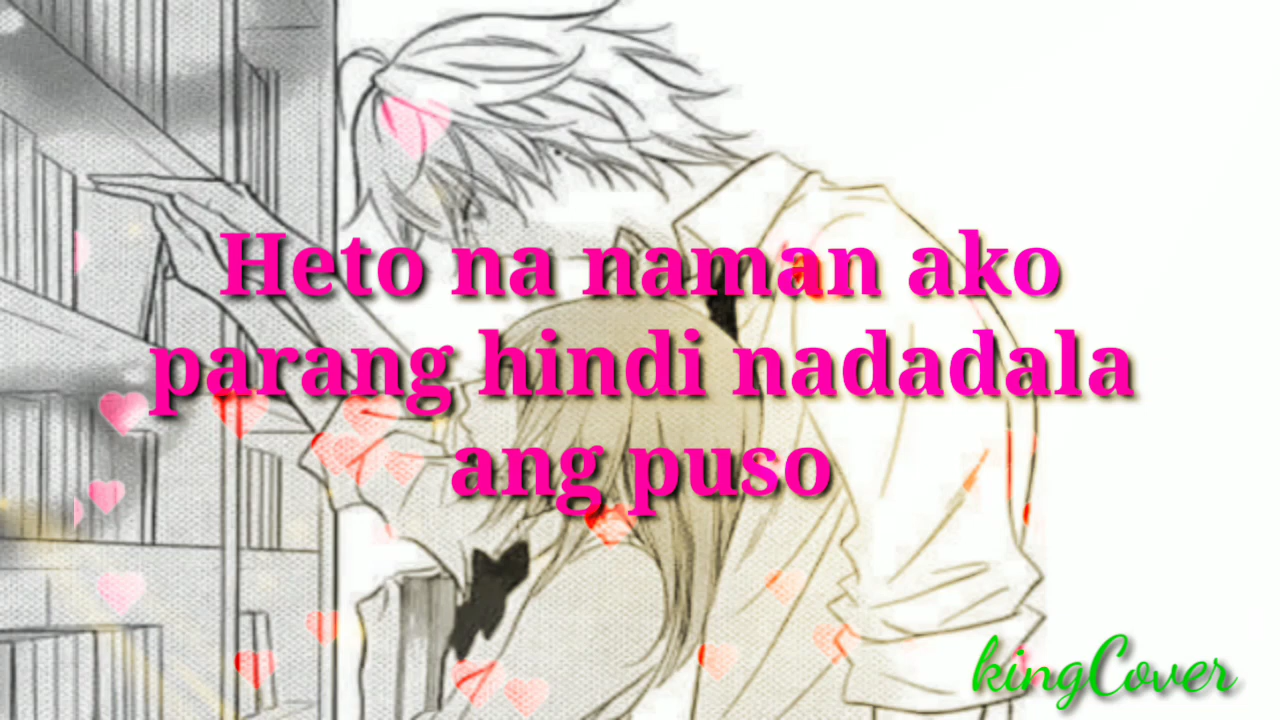 Heto na naman ako
parang hindi nadadala
ang puso
kingCover